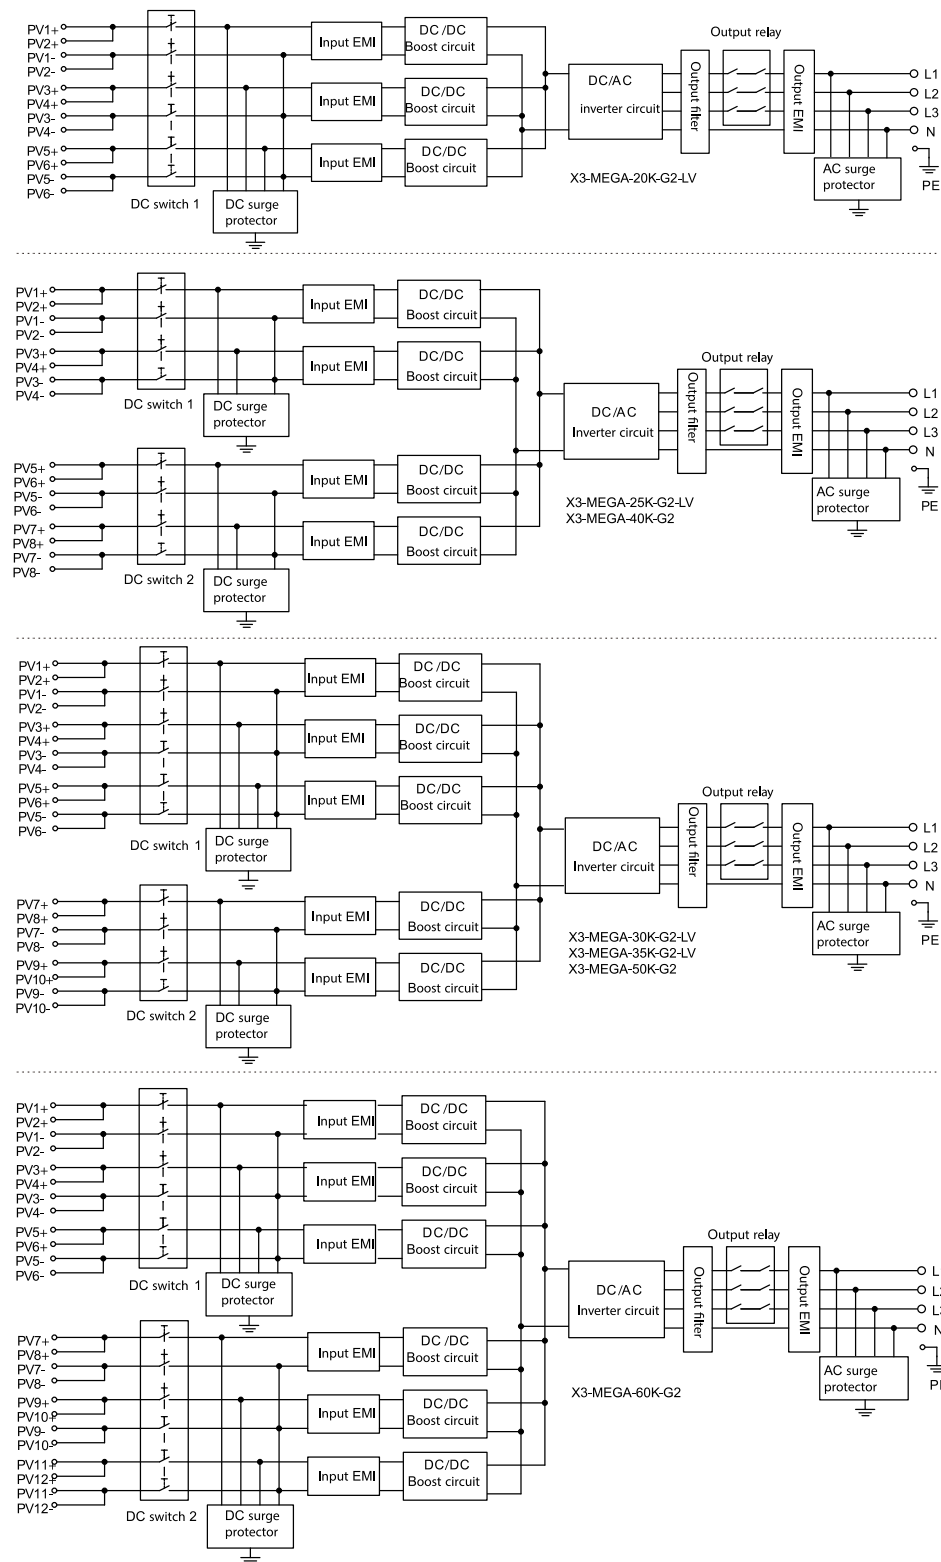 PV1+
PV2+
PV1-
PV2-
PV3+
PV4+
PV3-
PV4-
PV5+
PV6+
PV5-
PV6-
DC switch 1
DC surge
protector
Input EMI
DC/DC
Boost circuit
Input EMI
DC/DC
Boost circuit
Input EMI
DC/DC
Boost circuit
DC/AC
inverter circuit
Output filter
Output relay
Output EMI
AC surge
protector
L1
L2
L3
N
PE
X3-MEGA-20K-G2-LV
PV1+
PV2+
PV1-
PV2-
PV3+
PV4+
PV3-
PV4-
DC switch 1
DC surge
protector
PV5+
PV6+
PV5-
PV6-
PV7+
PV8+
PV7-
PV8-
DC switch 2
DC surge
protector
Input EMI
DC/DC
Boost circuit
Input EMI
DC/DC
Boost circuit
Input EMI
DC/DC
Boost circuit
Input EMI
DC/DC
Boost circuit
DC/AC
Inverter circuit
Output filter
Output relay
Output EMI
AC surge
protector
L1
L2
L3
N
PE
X3-MEGA-25K-G2-LV
X3-MEGA-40K-G2
PV1+
PV2+
PV1-
PV2-
PV3+
PV4+
PV3-
PV4-
PV5+
PV6+
PV5-
PV6-
DC switch 1
DC surge
protector
PV7+
PV8+
PV7-
PV8-
PV9+
PV10+
PV9-
PV10-
DC switch 2
DC surge
protector
Input EMI
DC/DC
Boost circuit
Input EMI
DC/DC
Boost circuit
Input EMI
DC/DC
Boost circuit
Input EMI
DC/DC
Boost circuit
Input EMI
DC/DC
Boost circuit
DC/AC
Inverter circuit
Output filter
Output relay
Output EMI
AC surge
protector
L1
L2
L3
N
PE
X3-MEGA-30K-G2-LV
X3-MEGA-35K-G2-LV
X3-MEGA-50K-G2
PV1+
PV2+
PV1-
PV2-
PV3+
PV4+
PV3-
PV4-
PV5+
PV6+
PV5-
PV6-
DC switch 1
DC surge
protector
PV7+
PV8+
PV7-
PV8-
PV9+
PV10+
PV9-
PV10-
PV11+
PV12+
PV11-
PV12-
DC switch 2
DC surge
protector
Input EMI
DC/DC
Boost circuit
Input EMI
DC/DC
Boost circuit
Input EMI
DC/DC
Boost circuit
Input EMI
DC/DC
Boost circuit
Input EMI
DC/DC
Boost circuit
Input EMI
DC/DC
Boost circuit
DC/AC
Inverter circuit
Output filter
Output relay
Output EMI
AC surge
protector
L
L2
L3
N
X3-MEGA-60K-G2